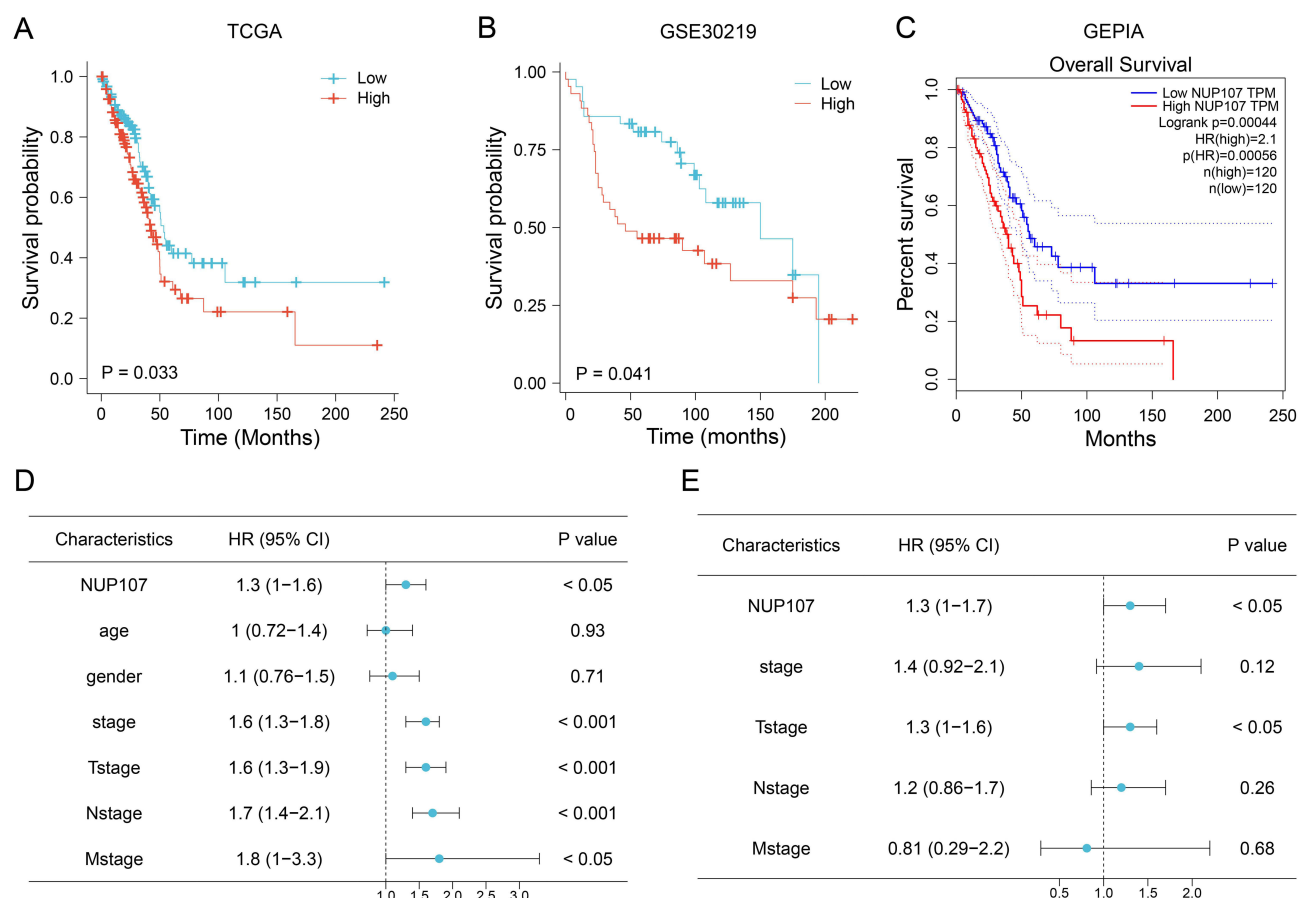 A
TCGA
Survival probability
1.0
0.8
0.6
0.4
0.2
0.0
Low
High
P = 0.033
0 50 100 150 200 250
Time (Months)
B
GSE30219
Survival probability
1.00
0.75
0.50
0.25
0.00
Low
High
P = 0.041
0 50 100 150 200
Time (months)
C
GEPIA
Overall Survival
Percent survival
1.0
0.8
0.6
0.4
0.2
0.0
Low NUP107 TPM
High NUP107 TPM
Logrank p=0.00044
HR(high)=2.1
p(HR)=0.00056
n(high)=120
n(low)=120
0 50 100 150 200 250
Months
D
Characteristics HR (95% CI) P value
NUP107 1.3 (1−1.6) < 0.05
age 1 (0.72−1.4) 0.93
gender 1.1 (0.76−1.5) 0.71
stage 1.6 (1.3−1.8) < 0.001
Tstage 1.6 (1.3−1.9) < 0.001
Nstage 1.7 (1.4−2.1) < 0.001
Mstage 1.8 (1−3.3) < 0.05
1.0 1.5 2.0 2.5 3.0
E
Characteristics HR (95% CI) P value
NUP107 1.3 (1−1.7) < 0.05
stage 1.4 (0.92−2.1) 0.12
Tstage 1.3 (1−1.6) < 0.05
Nstage 1.2 (0.86−1.7) 0.26
Mstage 0.81 (0.29−2.2) 0.68
0.5 1.0 1.5 2.0